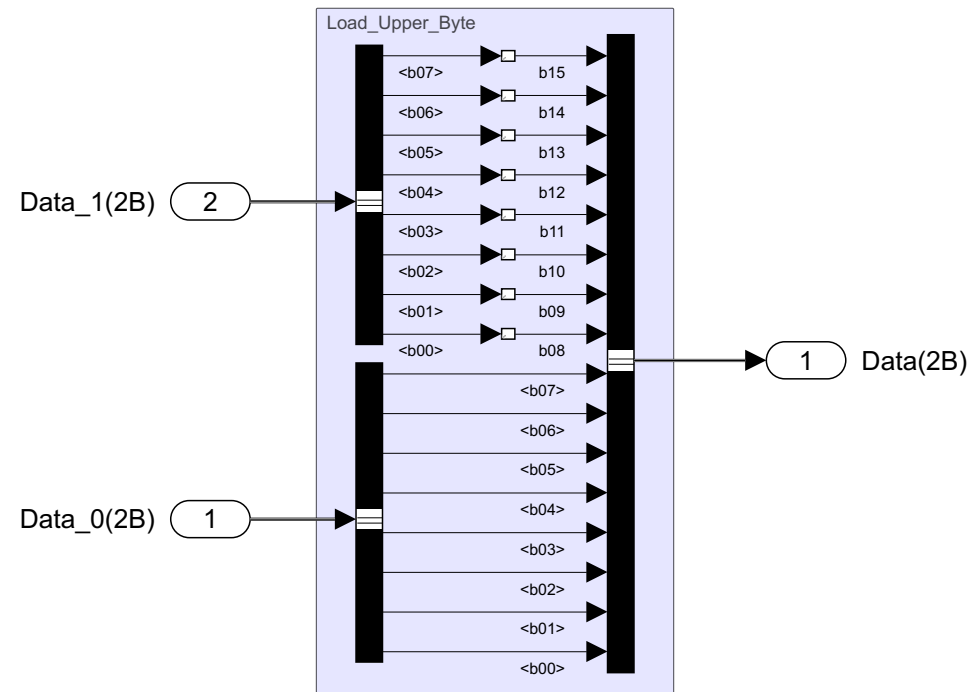 Load_Upper_Byte
<b07> b15
<b06> b14
<b05> b13
<b04> b12
Data_1(2B) 2
<b03> b11
<b02> b10
<b01> b09
<b00> b08
1 Data(2B)
<b07>
<b06>
<b05>
<b04>
Data_0(2B) 1
<b03>
<b02>
<b01>
<b00>